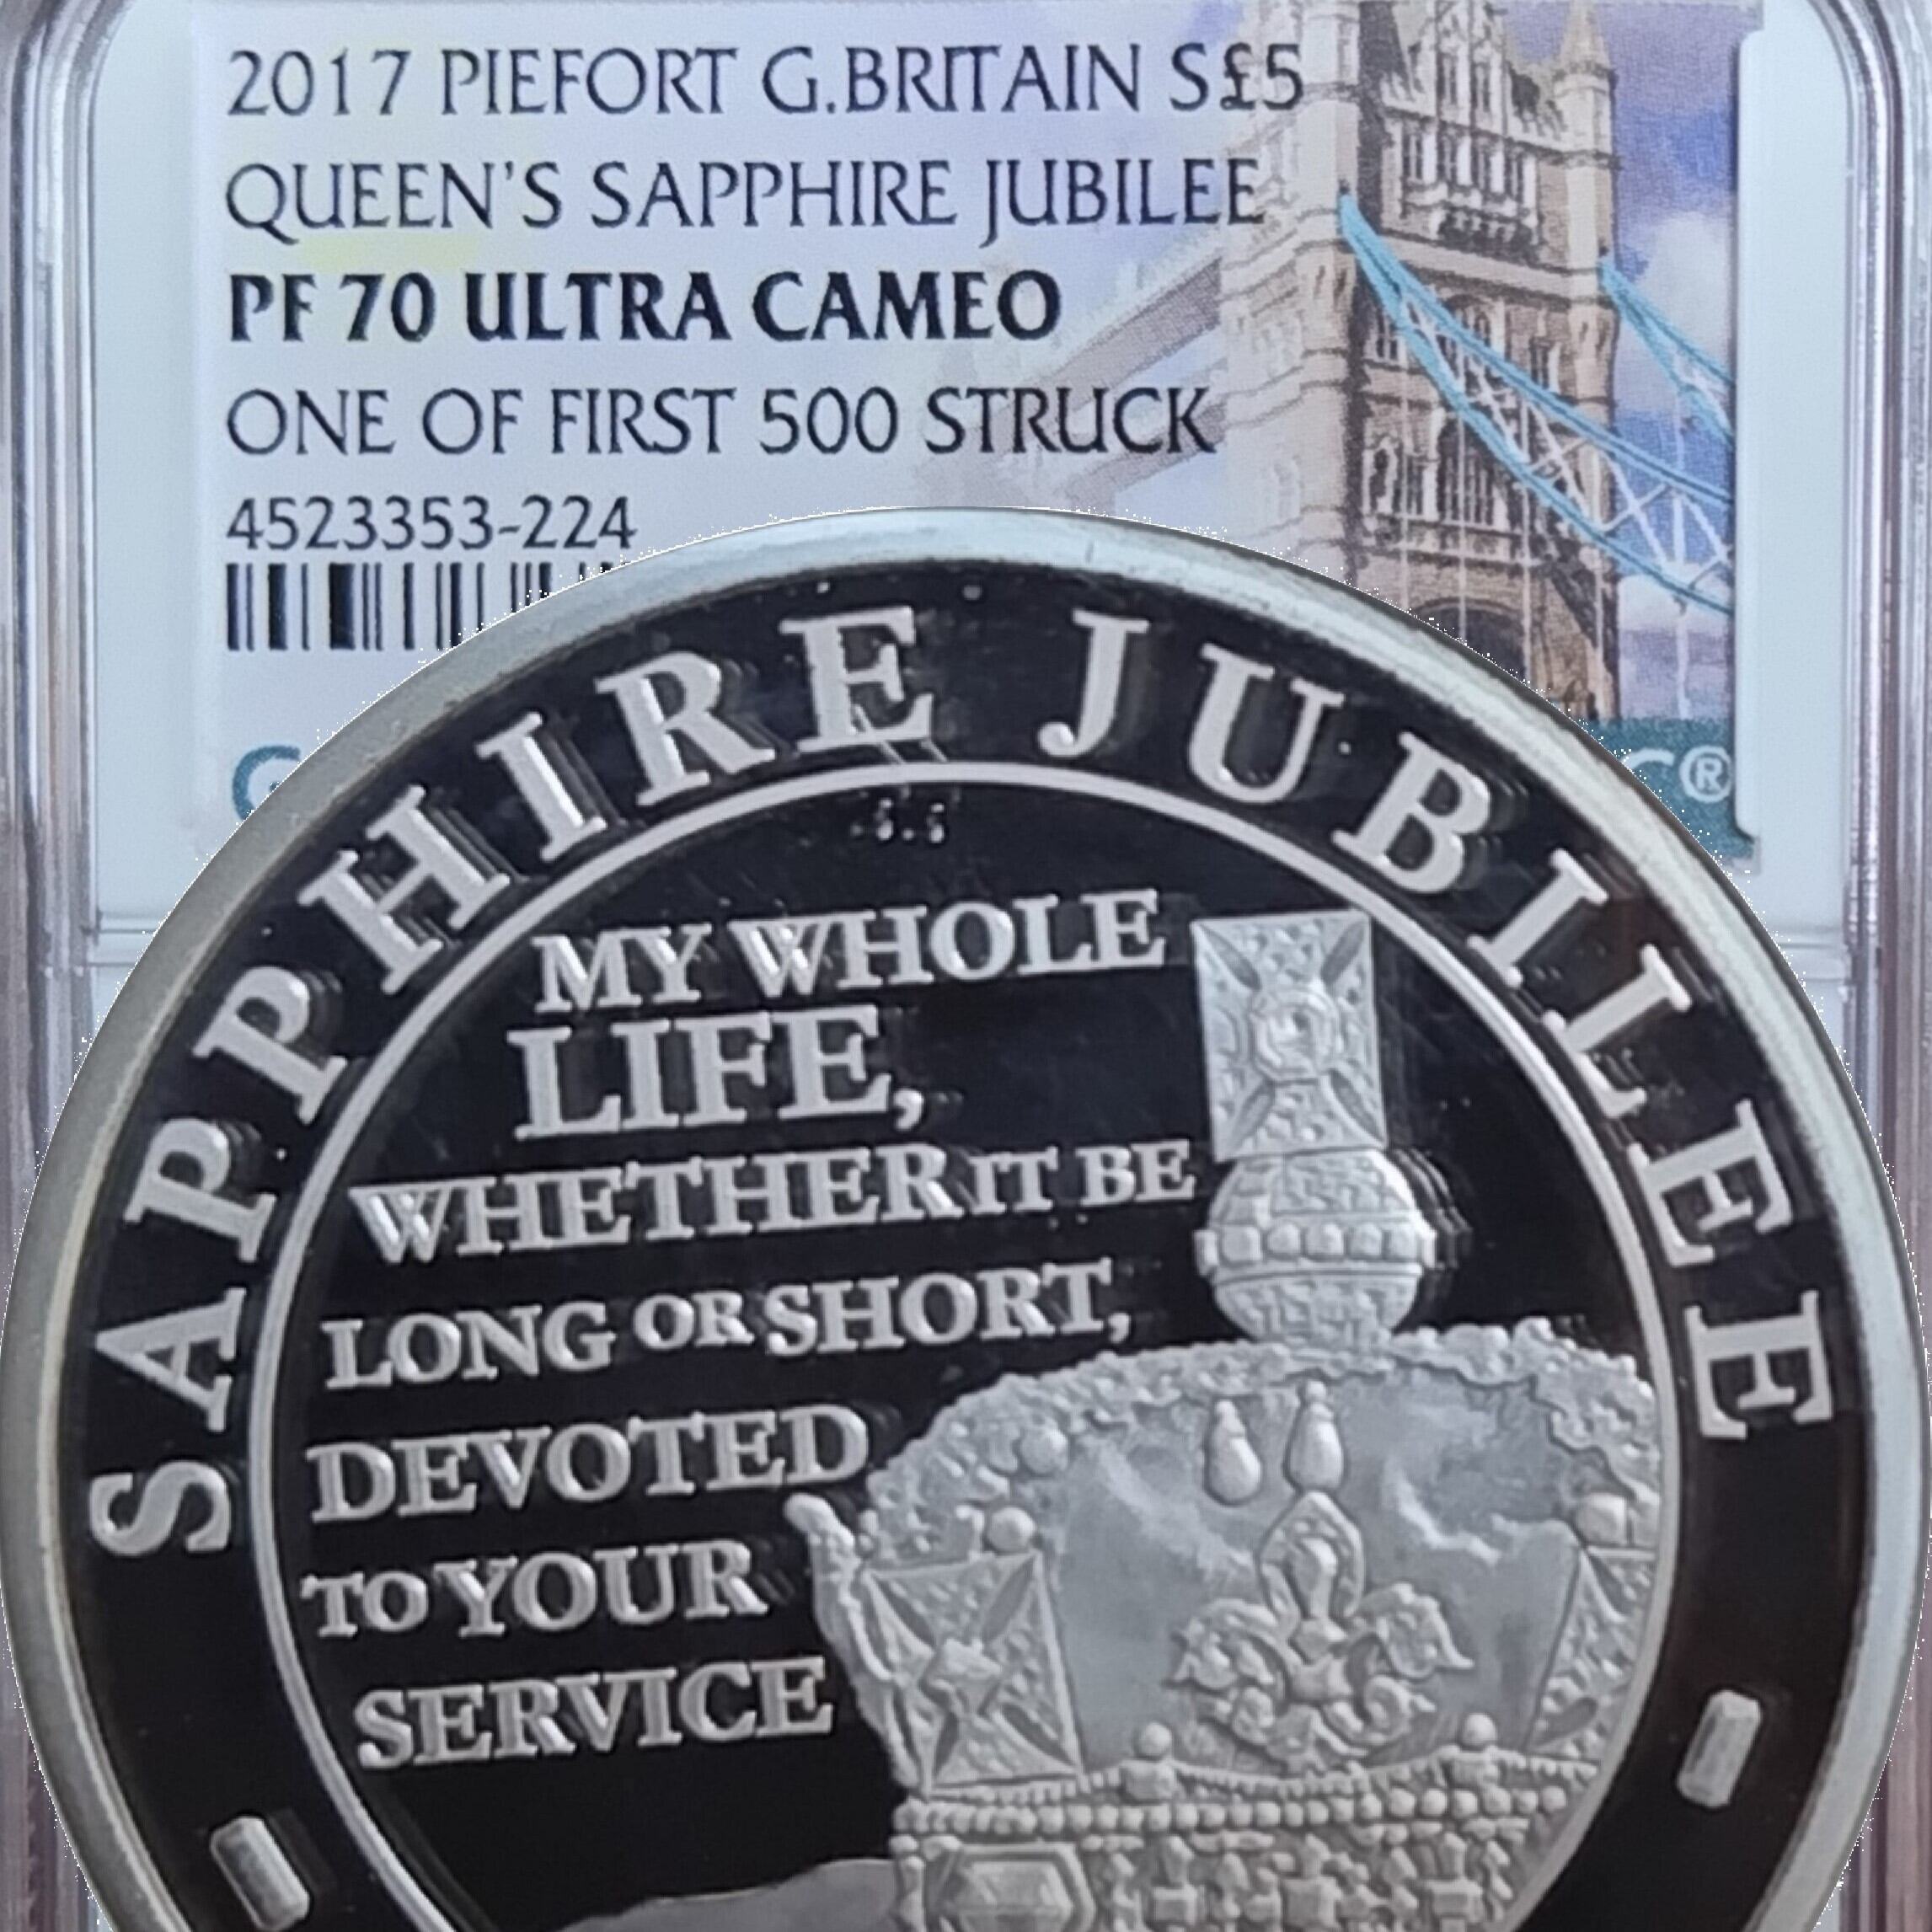 2017 PIEFORT G.BRITAIN S£5
QUEEN'S SAPPHIRE JUBILEE
PF 70 ULTRA CAMEO
ONE OF FIRST 500 STRUCK
4523353-224
SAPPHIRE JUBILEE
MY WHOLE
LIFE,
WHETHER IT BE
LONG OR SHORT,
DEVOTED
TO YOUR
SERVICE